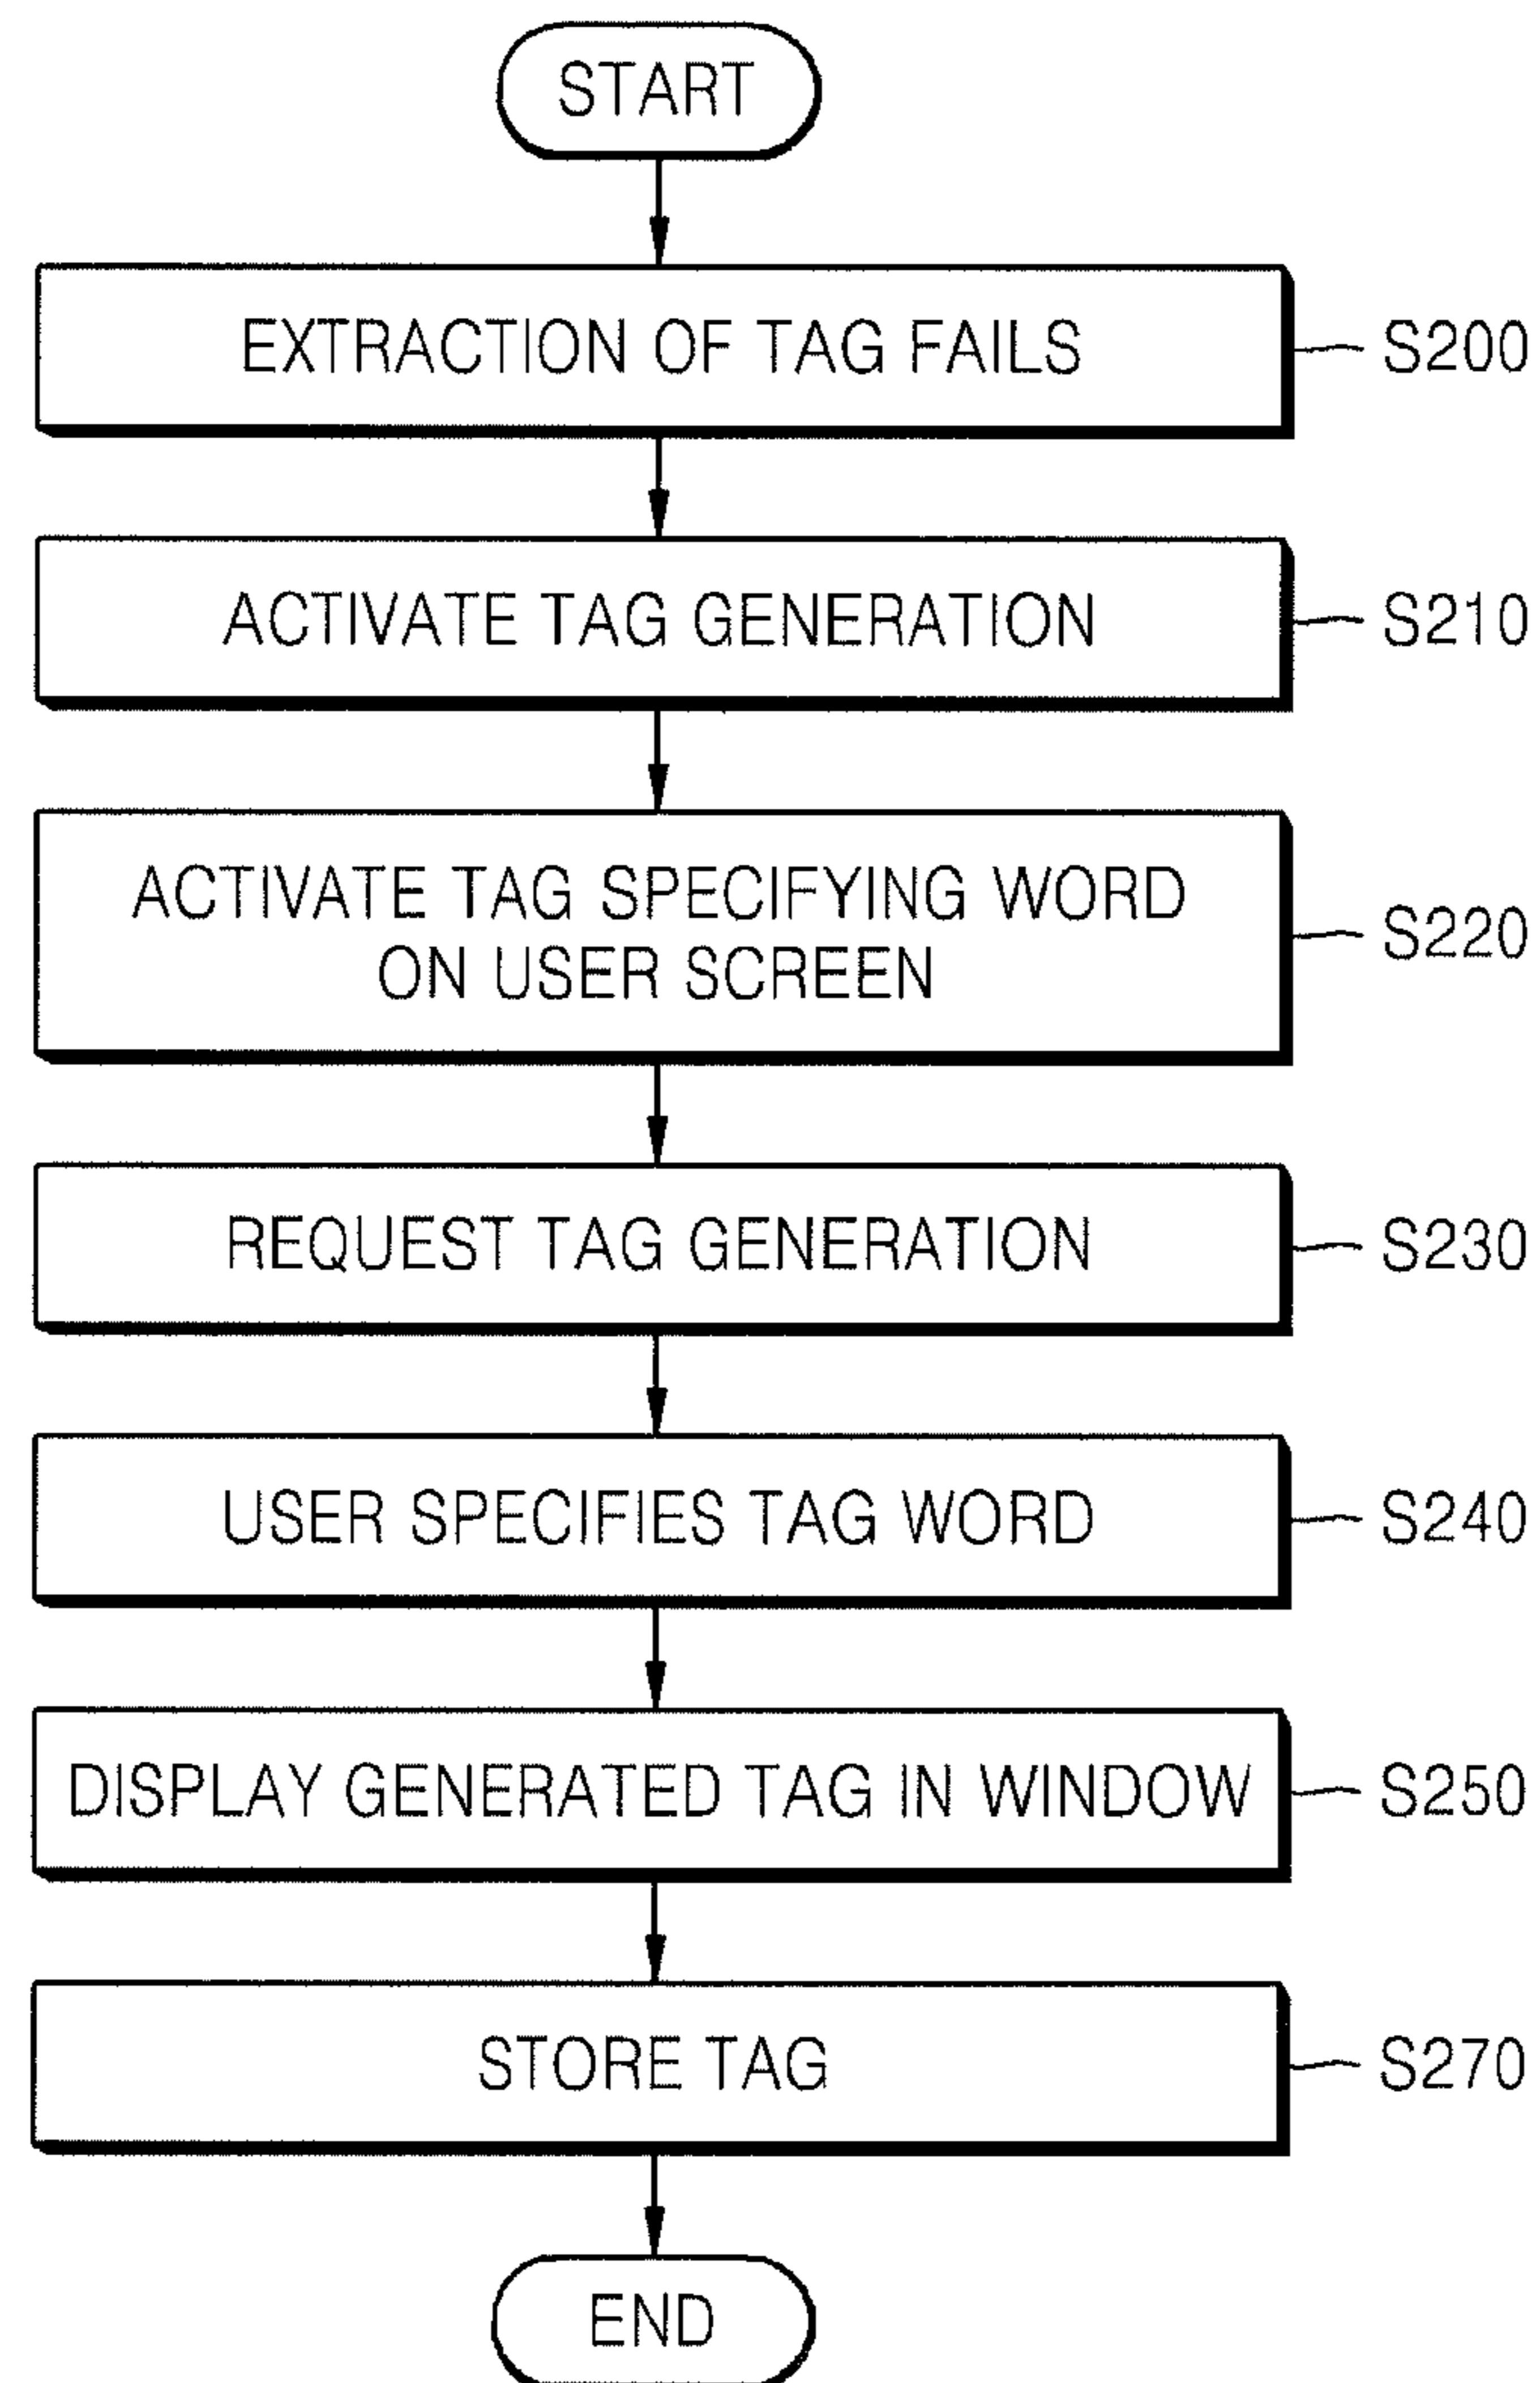 START
EXTRACTION OF TAG FAILS
S200
ACTIVATE TAG GENERATION
S210
ACTIVATE TAG SPECIFYING WORD
ON USER SCREEN
S220
REQUEST TAG GENERATION
S230
USER SPECIFIES TAG WORD
S240
DISPLAY GENERATED TAG IN WINDOW
S250
STORE TAG
S270
END